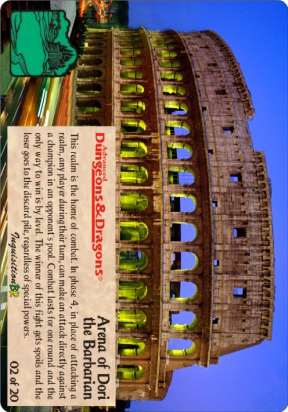 Arena of Dori
the Barbarian
Advanced
Dungeons & Dragons®
This realm is the home of combat. In phase 4, in place of attacking a
realm, any player during their turn, can make an attack directly against
a champion in an opponent's pool. Combat lasts for one round and the
only way to win is by level. The winner of this fight gets spoils and the
loser goes to the discard pile, regardless of special powers.
InquisitionBR
02 of 20